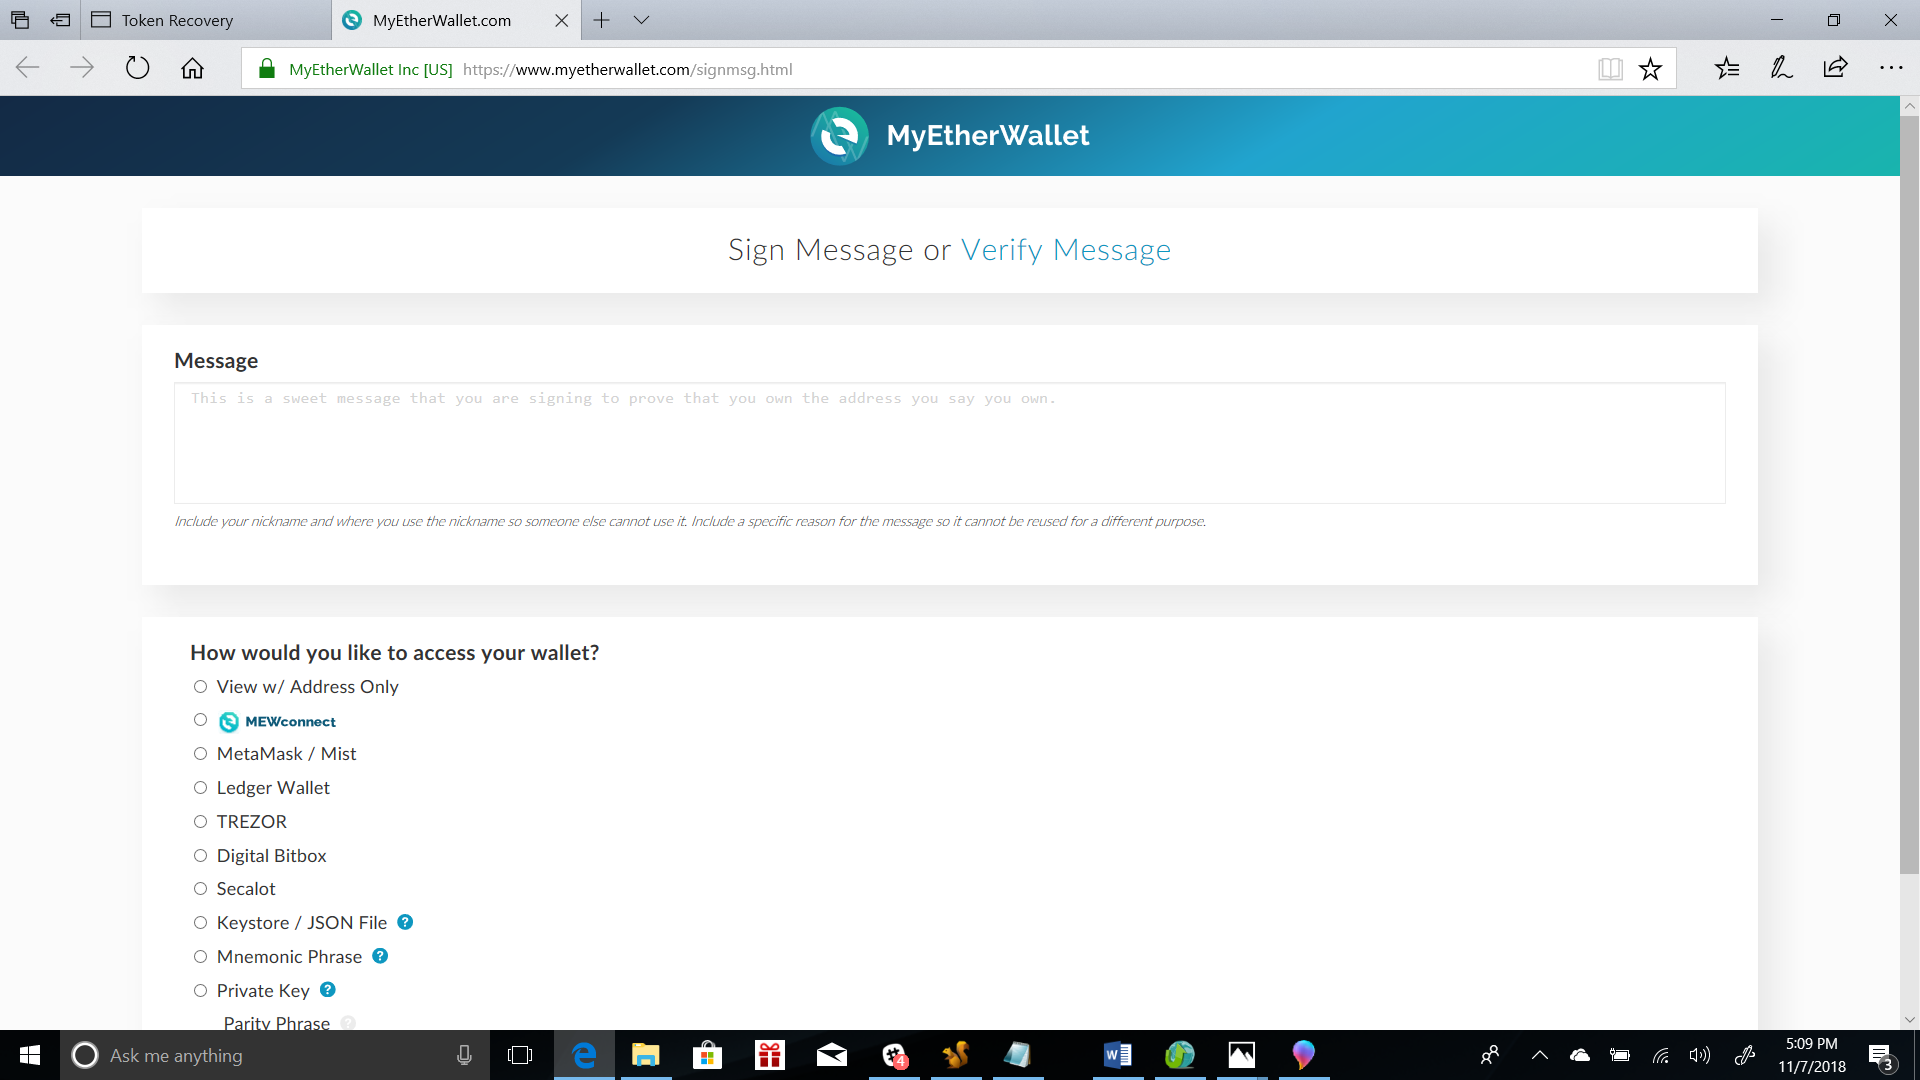 Token Recovery
MyEtherWallet.com
MyEtherWallet Inc [US] https://www.myetherwallet.com/signmsg.html
MyEtherWallet
Sign Message or Verify Message
Message
This is a sweet message that you are signing to prove that you own the address you say you own.
Include your nickname and where you use the nickname so someone else cannot use it. Include a specific reason for the message so it cannot be reused for a different purpose.
How would you like to access your wallet?
View w/ Address Only
MEWconnect
MetaMask / Mist
Ledger Wallet
TREZOR
Digital Bitbox
Secalot
Keystore / JSON File ?
Mnemonic Phrase ?
Private Key ?
Parity Phrase ?
Ask me anything
4
W
5:09 PM
11/7/2018
3